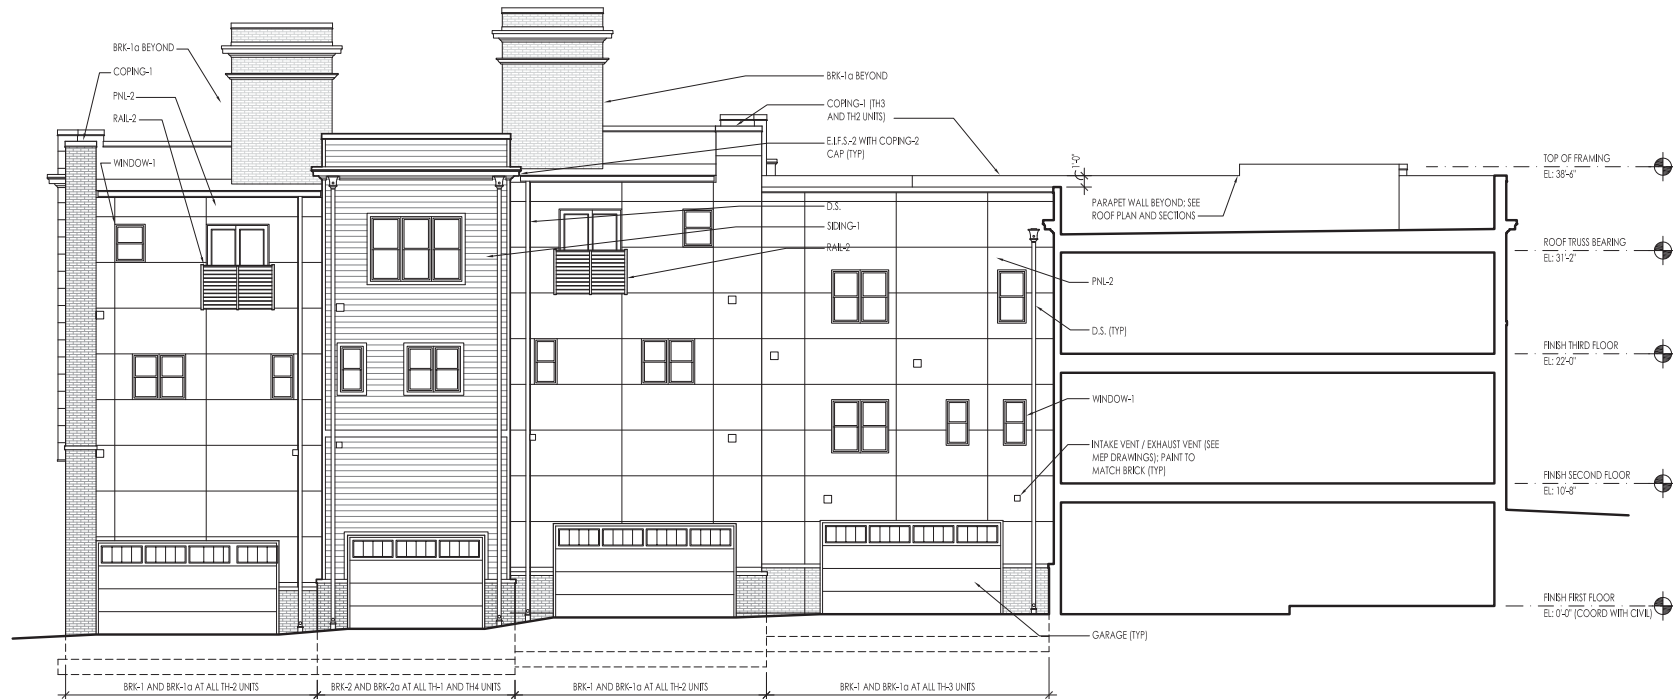 BRK-1a BEYOND
COPING-1
PNL-2
RAIL-2
WINDOW-1
BRK-1a BEYOND
COPING-1 (TH3
AND TH2 UNITS)
E.I.F.S.-2 WITH COPING-2
CAP (TYP)
D.S.
SIDING-1
RAIL-2
1'-0"
PARAPET WALL BEYOND; SEE
ROOF PLAN AND SECTIONS
PNL-2
D.S. (TYP)
WINDOW-1
INTAKE VENT / EXHAUST VENT (SEE
MEP DRAWINGS); PAINT TO
MATCH BRICK (TYP)
GARAGE (TYP)
TOP OF FRAMING
EL: 38'-6"
ROOF TRUSS BEARING
EL: 31'-2"
FINISH THIRD FLOOR
EL: 22'-0"
FINISH SECOND FLOOR
EL: 10'-8"
FINISH FIRST FLOOR
EL: 0'-0" (COORD WITH CIVIL)
BRK-1 AND BRK-1a AT ALL TH-2 UNITS
BRK-2 AND BRK-2a AT ALL TH-1 AND TH4 UNITS
BRK-1 AND BRK-1a AT ALL TH-2 UNITS
BRK-1 AND BRK-1a AT ALL TH-3 UNITS